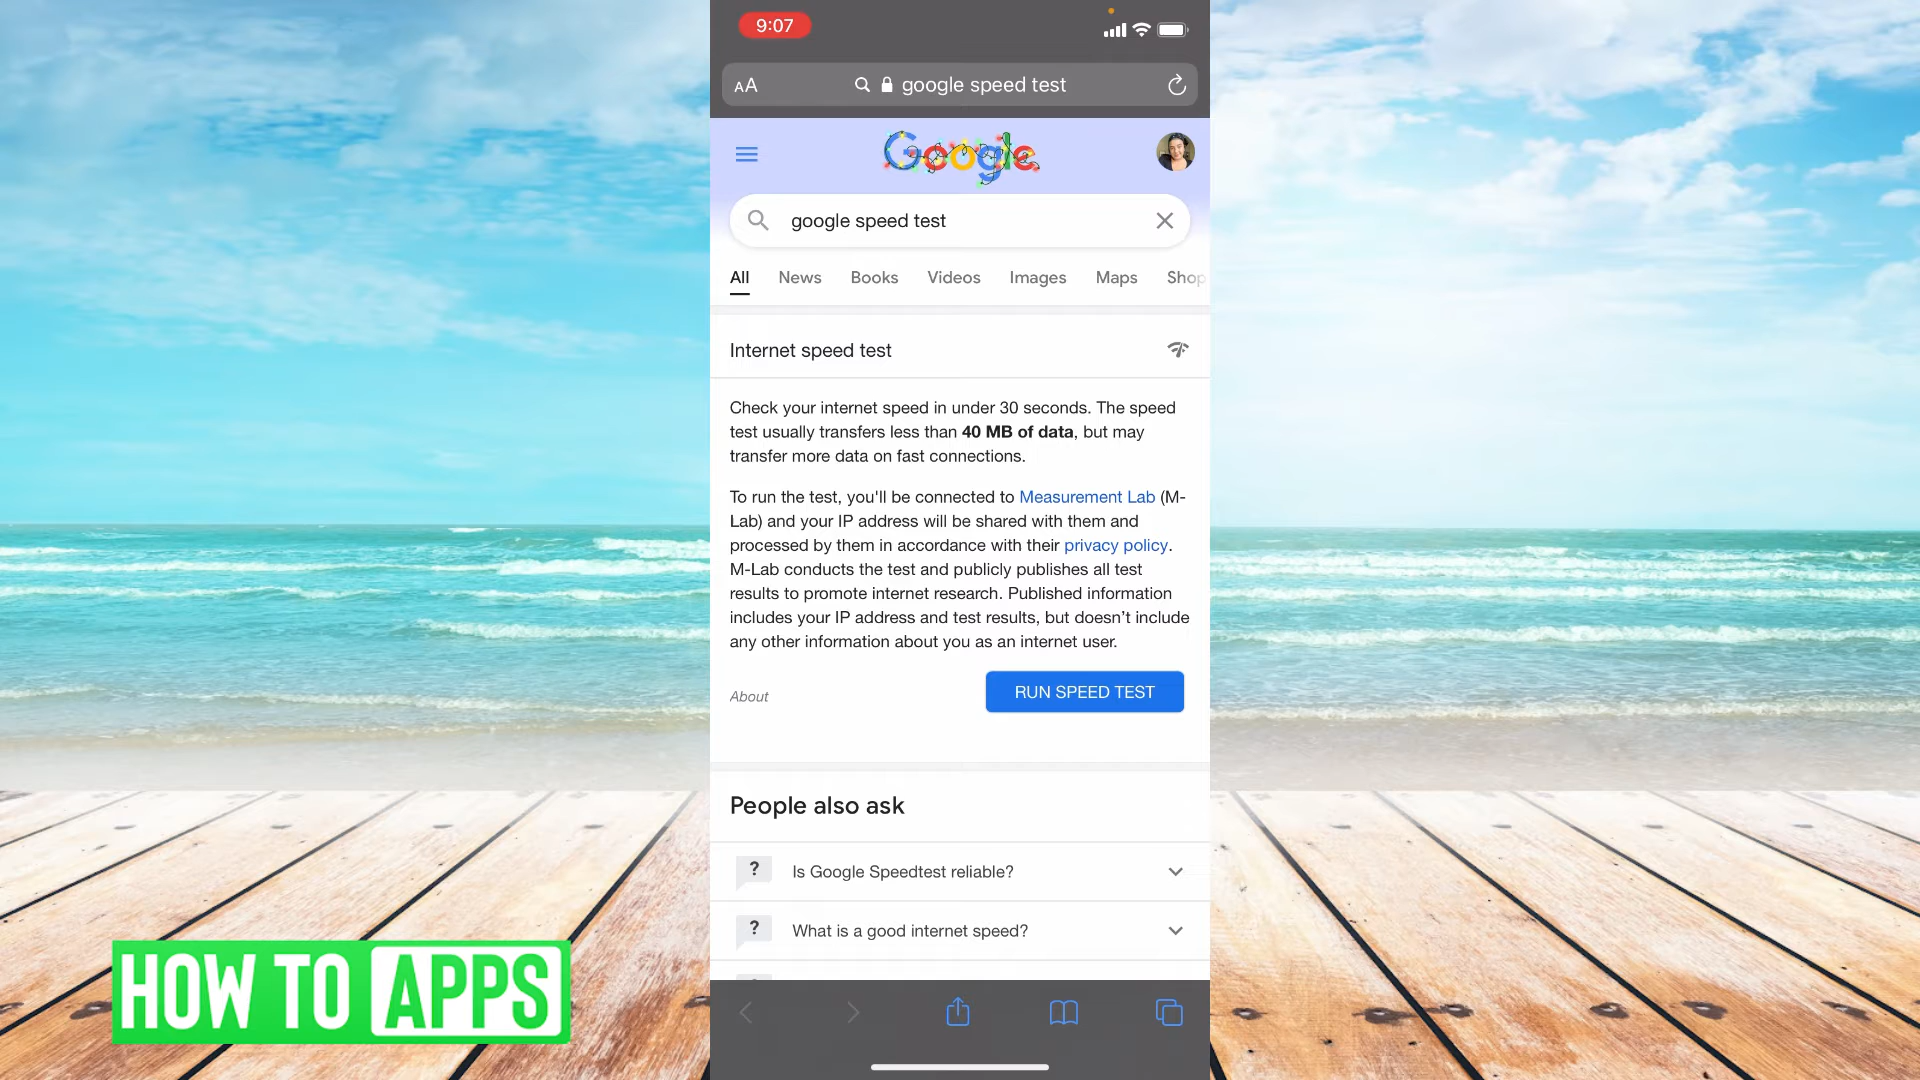 9:07
AA google speed test
Google
google speed test
All News Books Videos Images Maps Shop
Internet speed test
Check your internet speed in under 30 seconds. The speed
test usually transfers less than 40 MB of data, but may
transfer more data on fast connections.
To run the test, you'll be connected to Measurement Lab (M-
Lab) and your IP address will be shared with them and
processed by them in accordance with their privacy policy.
M-Lab conducts the test and publicly publishes all test
results to promote internet research. Published information
includes your IP address and test results, but doesn’t include
any other information about you as an internet user.
About
RUN SPEED TEST
People also ask
? Is Google Speedtest reliable?
? What is a good internet speed?
HOW TO APPS